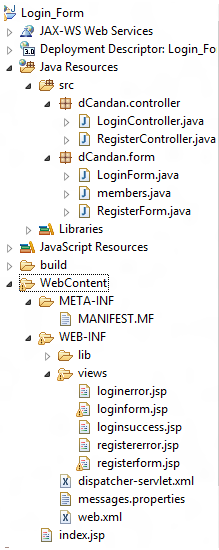 Login_Form
JAX-WS Web Services
Deployment Descriptor: Login_Fo
Java Resources
src
dCandan.controller
LoginController.java
RegisterController.java
dCandan.form
LoginForm.java
members.java
RegisterForm.java
Libraries
JavaScript Resources
build
WebContent
META-INF
MANIFEST.MF
WEB-INF
lib
views
loginerror.jsp
loginform.jsp
loginsuccess.jsp
registererror.jsp
registerform.jsp
dispatcher-servlet.xml
messages.properties
web.xml
index.jsp